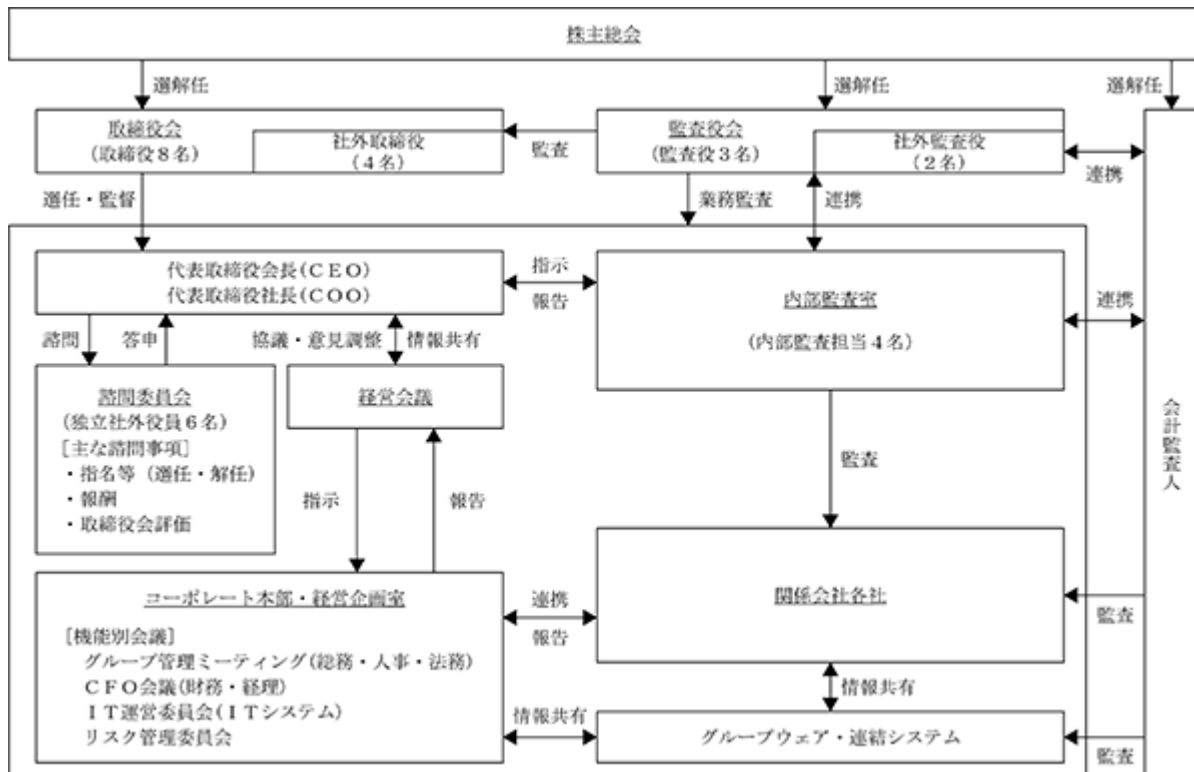 株主総会
選解任
選解任
選解任
取締役会
(取締役8名)
社外取締役
(4名)
監査
監査役会
(監査役3名)
社外監査役
(2名)
連携
選任・監督
業務監査
連携
代表取締役会長(CEO)
代表取締役社長(COO)
指示
報告
内部監査室
(内部監査担当4名)
連携
諮問
答申
協議・意見調整
情報共有
諮問委員会
(独立社外役員6名)
[主な諮問事項]
・指名等(選任・解任)
・報酬
・取締役会評価
経営会議
会計監査人
指示
報告
監査
コーポレート本部・経営企画室
[機能別会議]
グループ管理ミーティング(総務・人事・法務)
CFO会議(財務・経理)
IT運営委員会(ITシステム)
リスク管理委員会
連携
報告
関係会社各社
監査
情報共有
情報共有
グループウェア・連結システム
監査